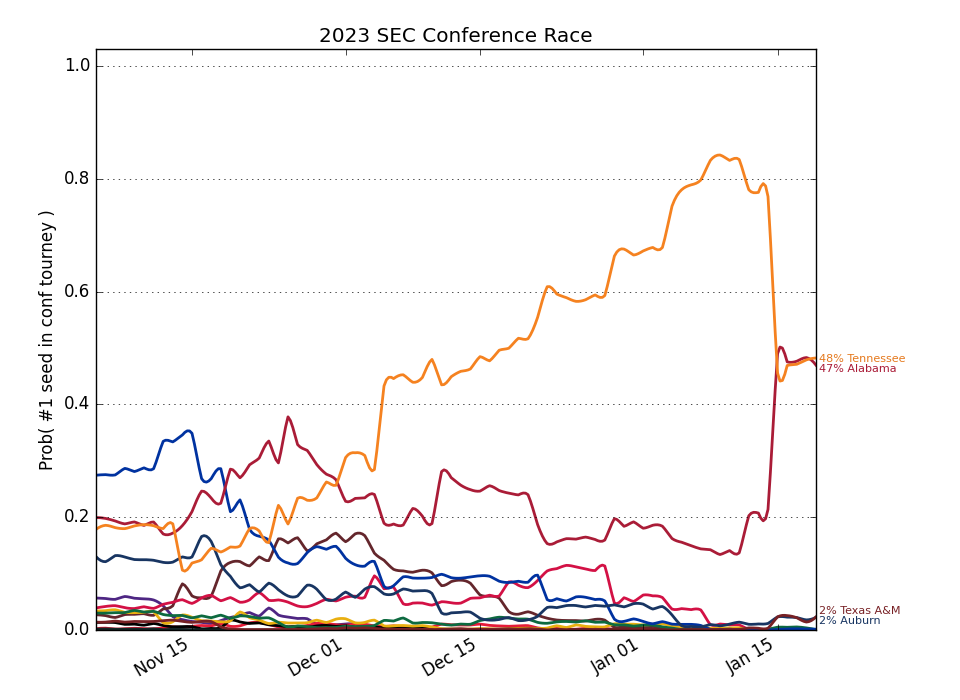 2023 SEC Conference Race
Prob( #1 seed in conf tourney )
1.0
0.8
0.6
0.4
0.2
0.0
48% Tennessee
47% Alabama
2% Texas A&M
2% Auburn
Nov 15
Dec 01
Dec 15
Jan 01
Jan 15